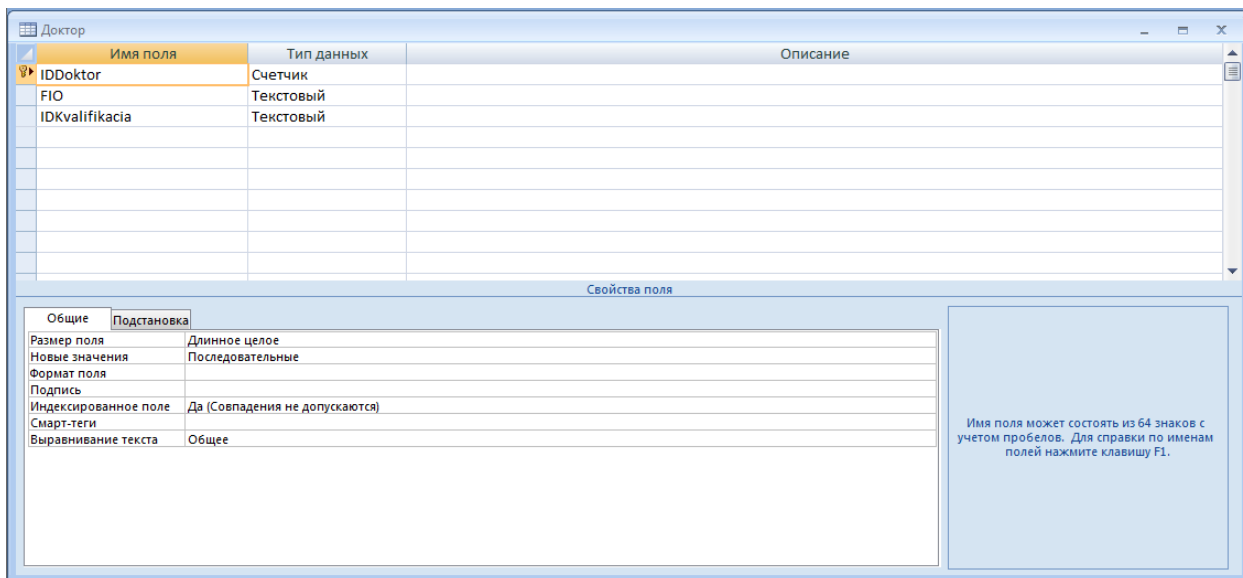 Доктор
Имя поля Тип данных Описание
IDDoktor Счетчик
FIO Текстовый
IDKvalifikacia Текстовый
Свойства поля
Общие Подстановка
Размер поля Длинное целое
Новые значения Последовательные
Формат поля
Подпись
Индексированное поле Да (Совпадения не допускаются)
Смарт-теги
Выравнивание текста Общее
Имя поля может состоять из 64 знаков с
учетом пробелов. Для справки по именам
полей нажмите клавишу F1.